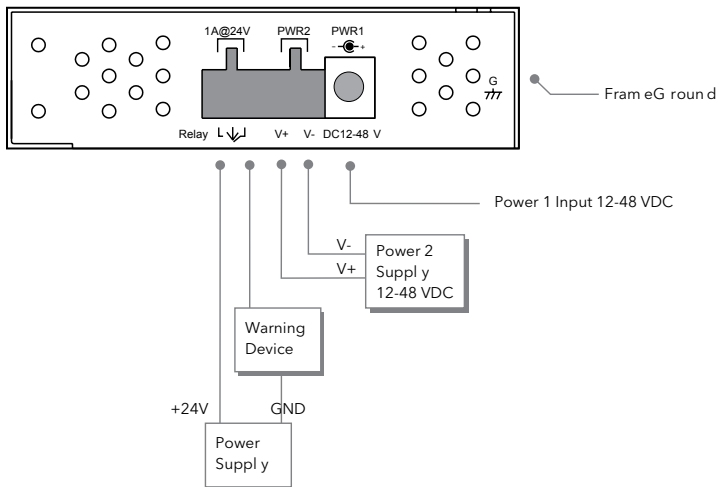 1A@24V PWR2 PWR1
- +
G
Fram eG roun d
Relay V+ V- DC12-48 V
Power 1 Input 12-48 VDC
V-
V+
Power 2
Suppl y
12-48 VDC
Warning
Device
+24V GND
Power
Suppl y